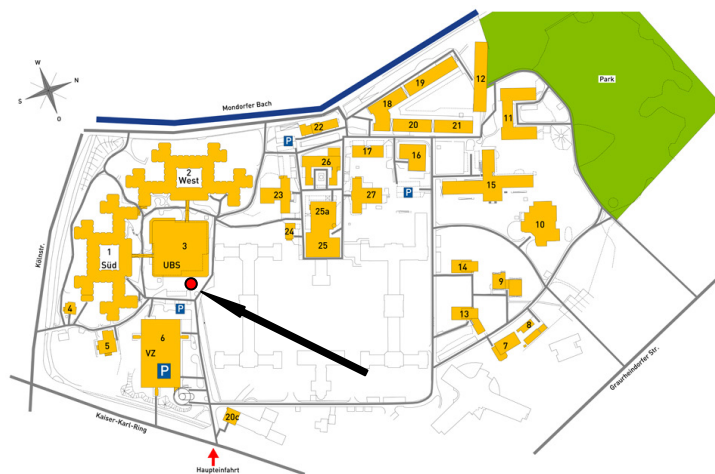 W
N
S
O
Mondorfer Bach
Park
12
19
18
20
21
11
22
P
17
16
26
2
West
23
27
P
15
25a
10
24
25
3
UBS
1
Süd
Kölnstr.
14
9
4
P
13
8
7
5
6
VZ
P
Graurheindorfer Str.
20c
Kaiser-Karl-Ring
Haupteinfahrt